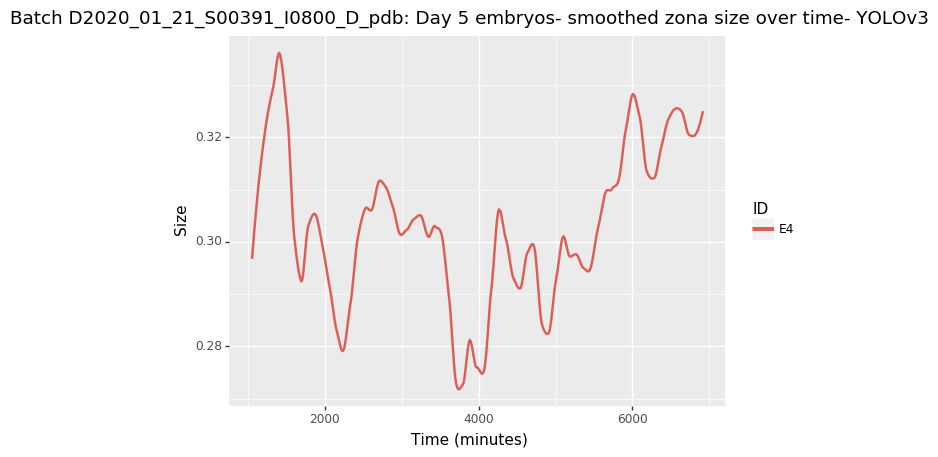 Batch D2020_01_21_S00391_I0800_D_pdb: Day 5 embryos- smoothed zona size over time- YOLOv3
0.32
0.30
0.28
Size
2000
4000
6000
Time (minutes)
ID
E4